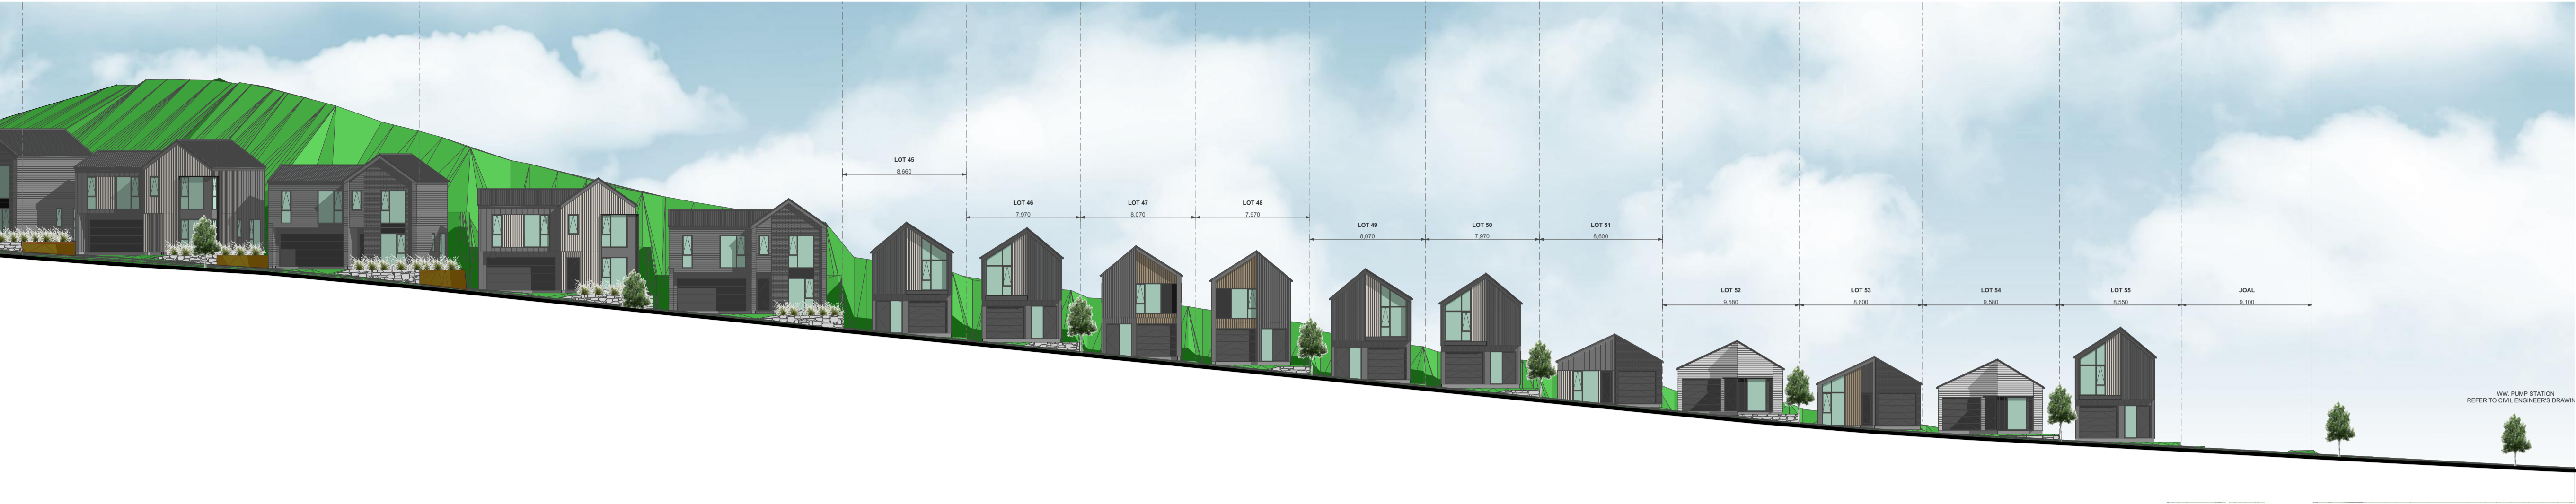 LOT 45
8,660
LOT 46
7,970
LOT 47
8,070
LOT 48
7,970
LOT 49
8,070
LOT 50
7,970
LOT 51
8,600
LOT 52
9,580
LOT 53
8,600
LOT 54
9,580
LOT 55
8,550
JOAL
9,100
WW. PUMP STATION
REFER TO CIVIL ENGINEER'S DRAWIN